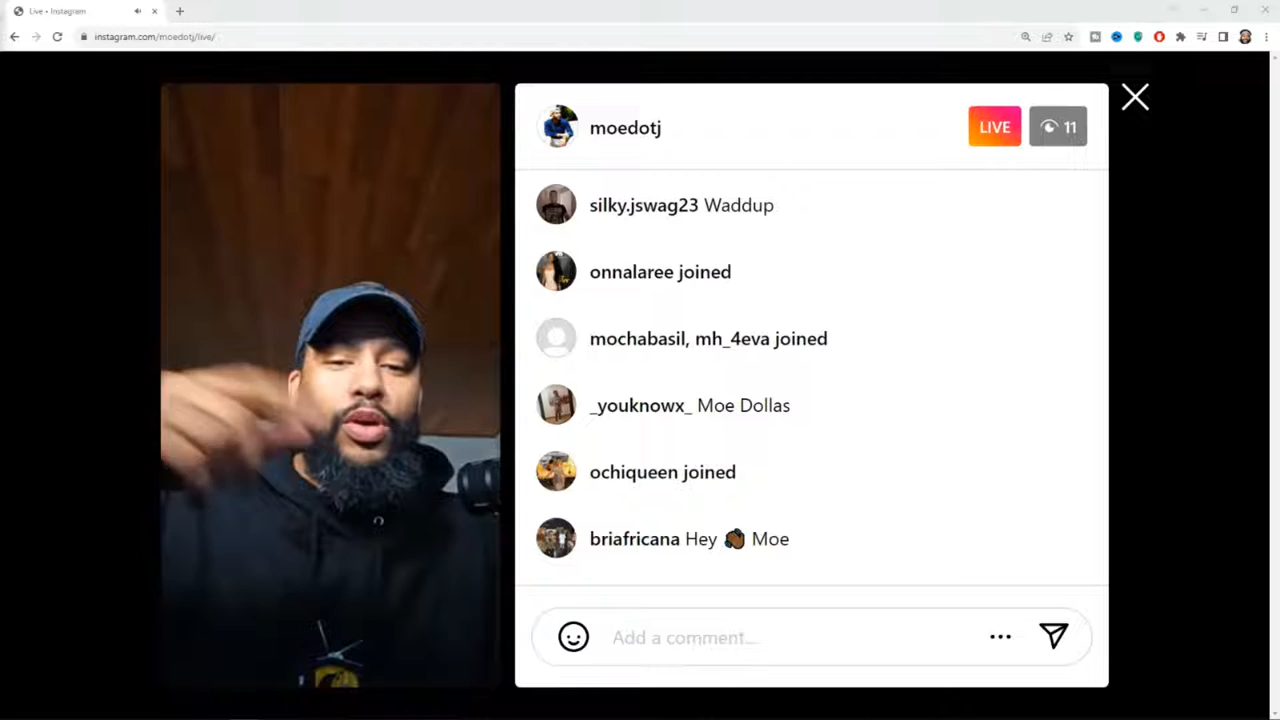 Live • Instagram
instagram.com/moedotj/live/
moedotj
LIVE
11
silky.jswag23 Waddup
onnalaree joined
mochabasil, mh_4eva joined
_youknowx_ Moe Dollas
ochiqueen joined
briafricana Hey 👋🏾 Moe
Add a comment...